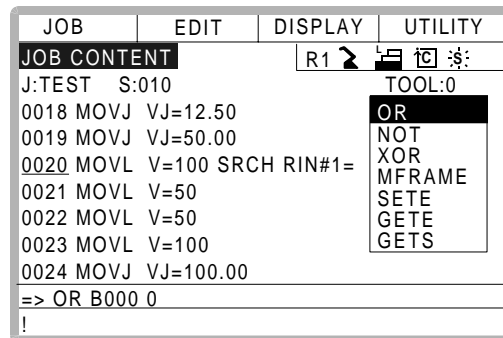 JOB EDIT DISPLAY UTILITY
JOB CONTENT R1 C S
J:TEST S:010 TOOL:0
0018 MOVJ VJ=12.50
0019 MOVJ VJ=50.00
0020 MOVL V=100 SRCH RIN#1=
0021 MOVL V=50
0022 MOVL V=50
0023 MOVL V=100
0024 MOVJ VJ=100.00
OR
NOT
XOR
MFRAME
SETE
GETE
GETS
=> OR B000 0
!